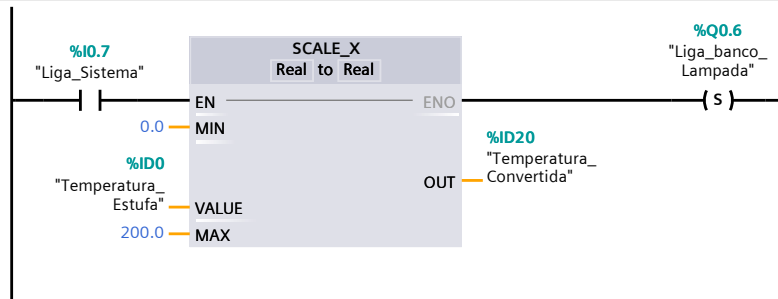 %I0.7
"Liga_Sistema"
SCALE_X
Real to Real
%Q0.6
"Liga_banco_
Lampada"
S
EN
ENO
0.0
MIN
%ID20
"Temperatura_
Convertida"
OUT
%ID0
"Temperatura_
Estufa"
VALUE
200.0
MAX